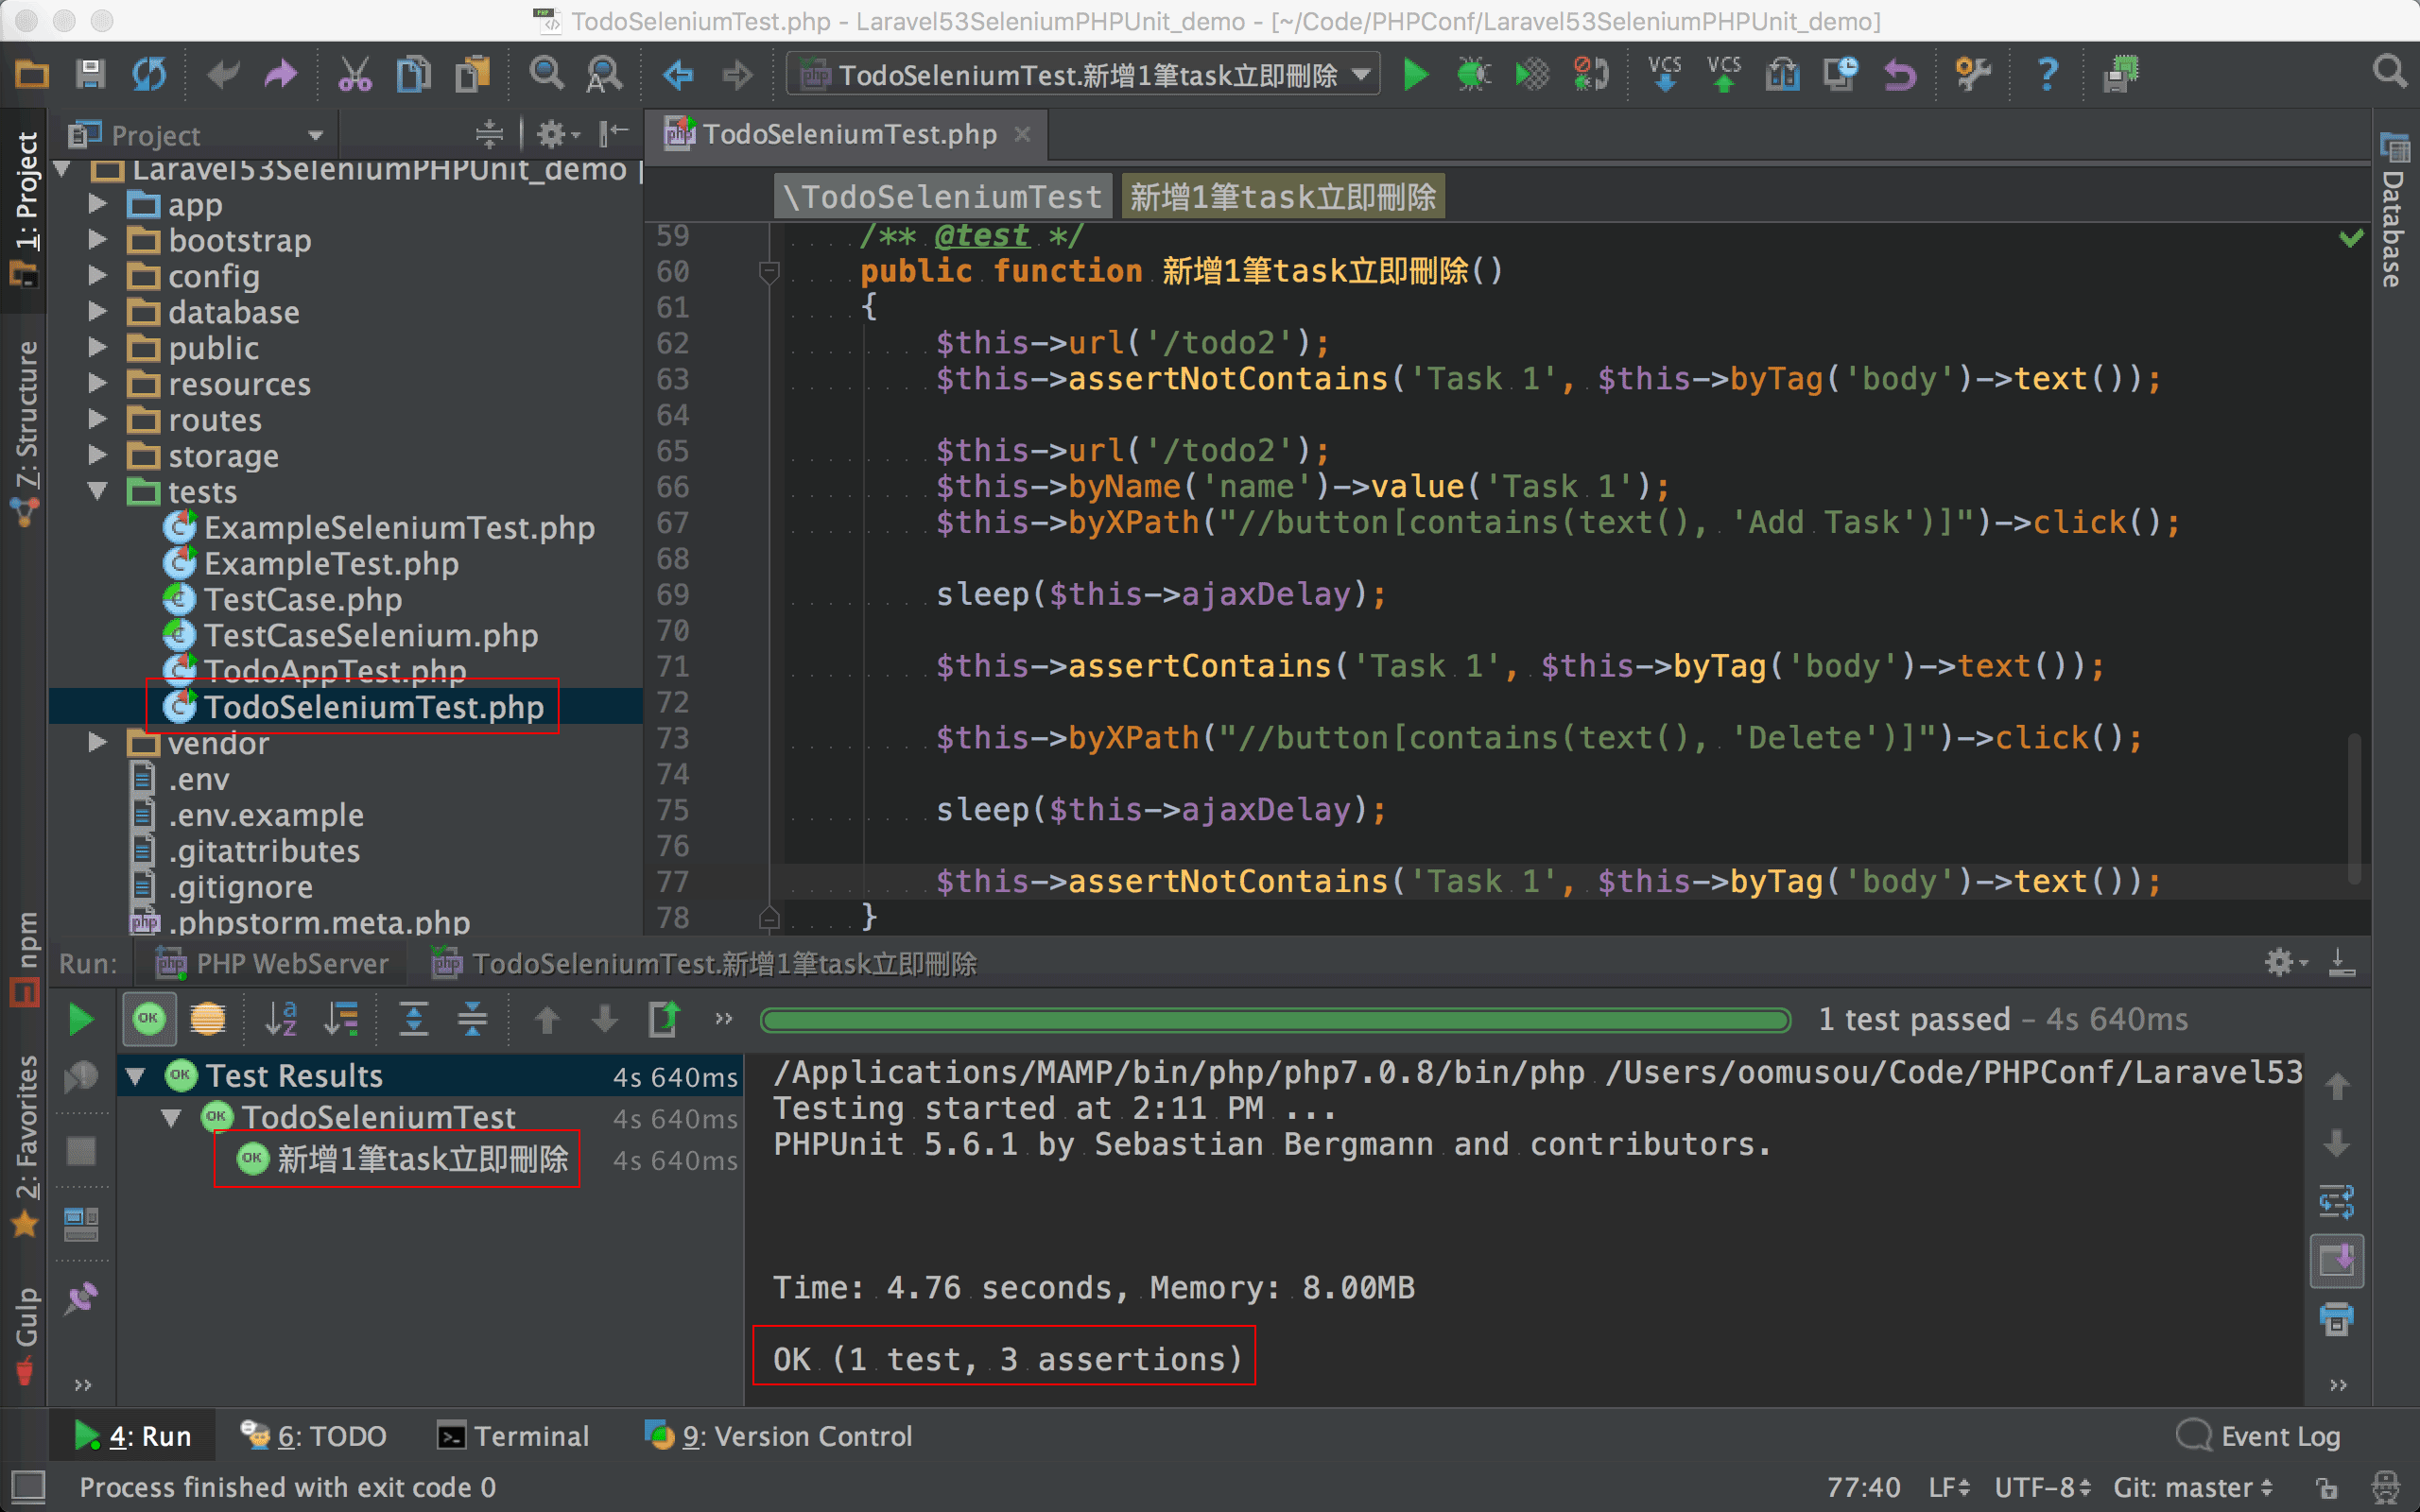 TodoSeleniumTest.php - Laravel53SeleniumPHPUnit_demo - [~/Code/PHPConf/Laravel53SeleniumPHPUnit_demo]
TodoSeleniumTest.新增1筆task立即刪除
VCS
VCS
1: Project
7: Structure
npm
2: Favorites
Gulp
Project
Laravel53SeleniumPHPUnit_demo
app
bootstrap
config
database
public
resources
routes
storage
tests
ExampleSeleniumTest.php
ExampleTest.php
TestCase.php
TestCaseSelenium.php
TodoAppTest.php
TodoSeleniumTest.php
vendor
.env
.env.example
.gitattributes
.gitignore
.phpstorm.meta.php
TodoSeleniumTest.php
\TodoSeleniumTest 新增1筆task立即刪除
59 /** @test */
60 public function 新增1筆task立即刪除()
61 {
62 $this->url('/todo2');
63 $this->assertNotContains('Task 1', $this->byTag('body')->text());
64
65 $this->url('/todo2');
66 $this->byName('name')->value('Task 1');
67 $this->byXPath("//button[contains(text(), 'Add Task')]")->click();
68
69 sleep($this->ajaxDelay);
70
71 $this->assertContains('Task 1', $this->byTag('body')->text());
72
73 $this->byXPath("//button[contains(text(), 'Delete')]")->click();
74
75 sleep($this->ajaxDelay);
76
77 $this->assertNotContains('Task 1', $this->byTag('body')->text());
78 }
Database
Run: PHP WebServer TodoSeleniumTest.新增1筆task立即刪除
1 test passed – 4s 640ms
Test Results 4s 640ms
TodoSeleniumTest 4s 640ms
新增1筆task立即刪除 4s 640ms
/Applications/MAMP/bin/php/php7.0.8/bin/php /Users/oomusou/Code/PHPConf/Laravel53
Testing started at 2:11 PM ...
PHPUnit 5.6.1 by Sebastian Bergmann and contributors.
Time: 4.76 seconds, Memory: 8.00MB
OK (1 test, 3 assertions)
4: Run 6: TODO Terminal 9: Version Control Event Log
Process finished with exit code 0 77:40 LF UTF-8 Git: master